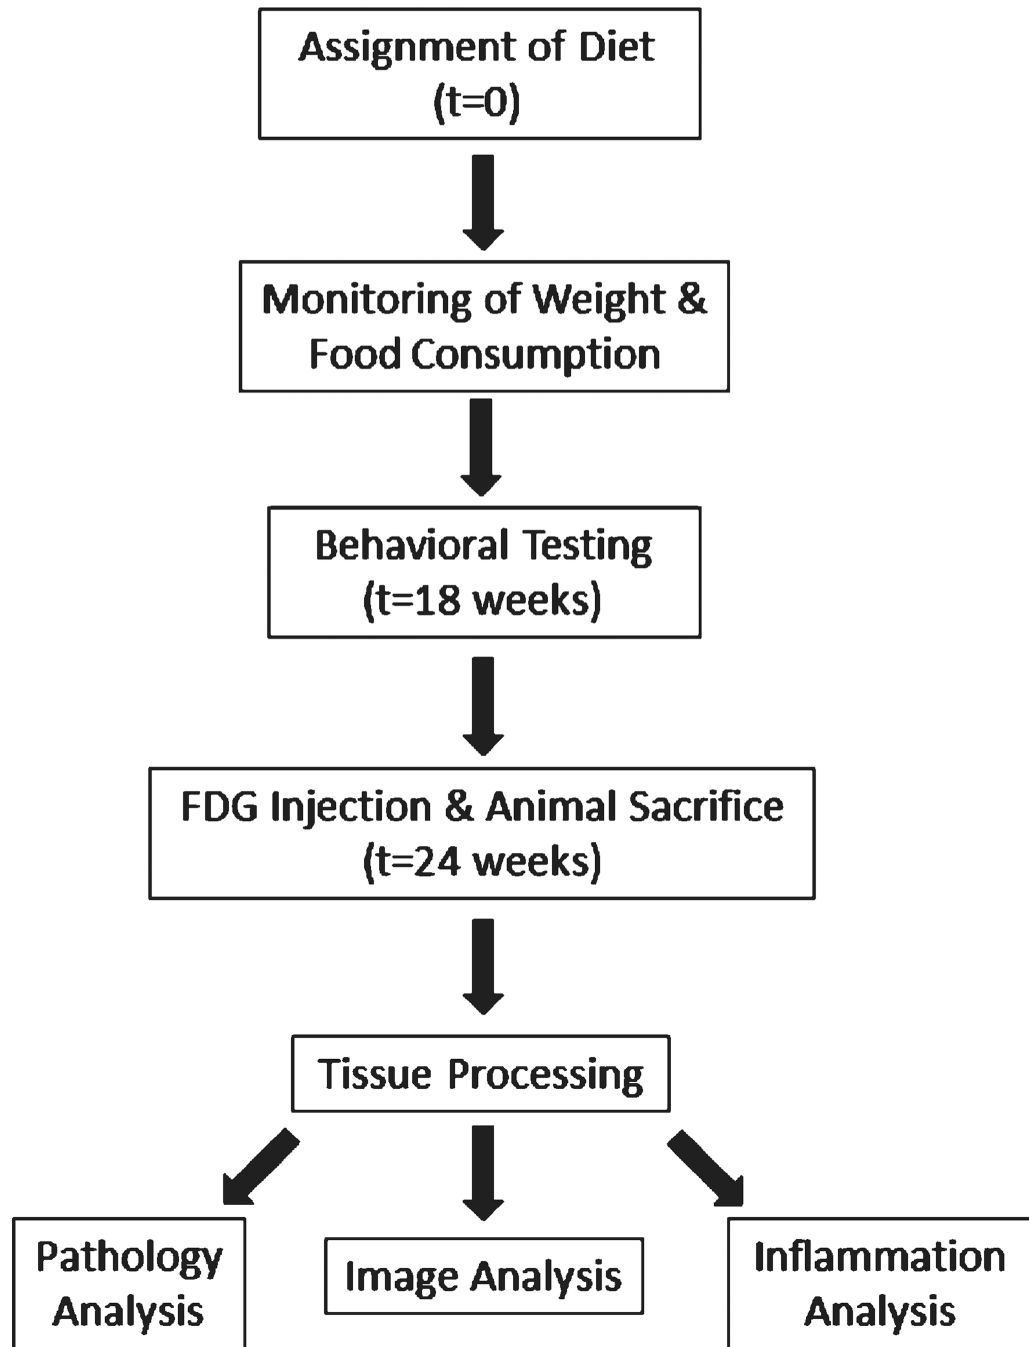 Assignment of Diet
(t=0)
Monitoring of Weight &
Food Consumption
Behavioral Testing
(t=18 weeks)
FDG Injection & Animal Sacrifice
(t=24 weeks)
Tissue Processing
Pathology
Analysis
Image Analysis
Inflammation
Analysis